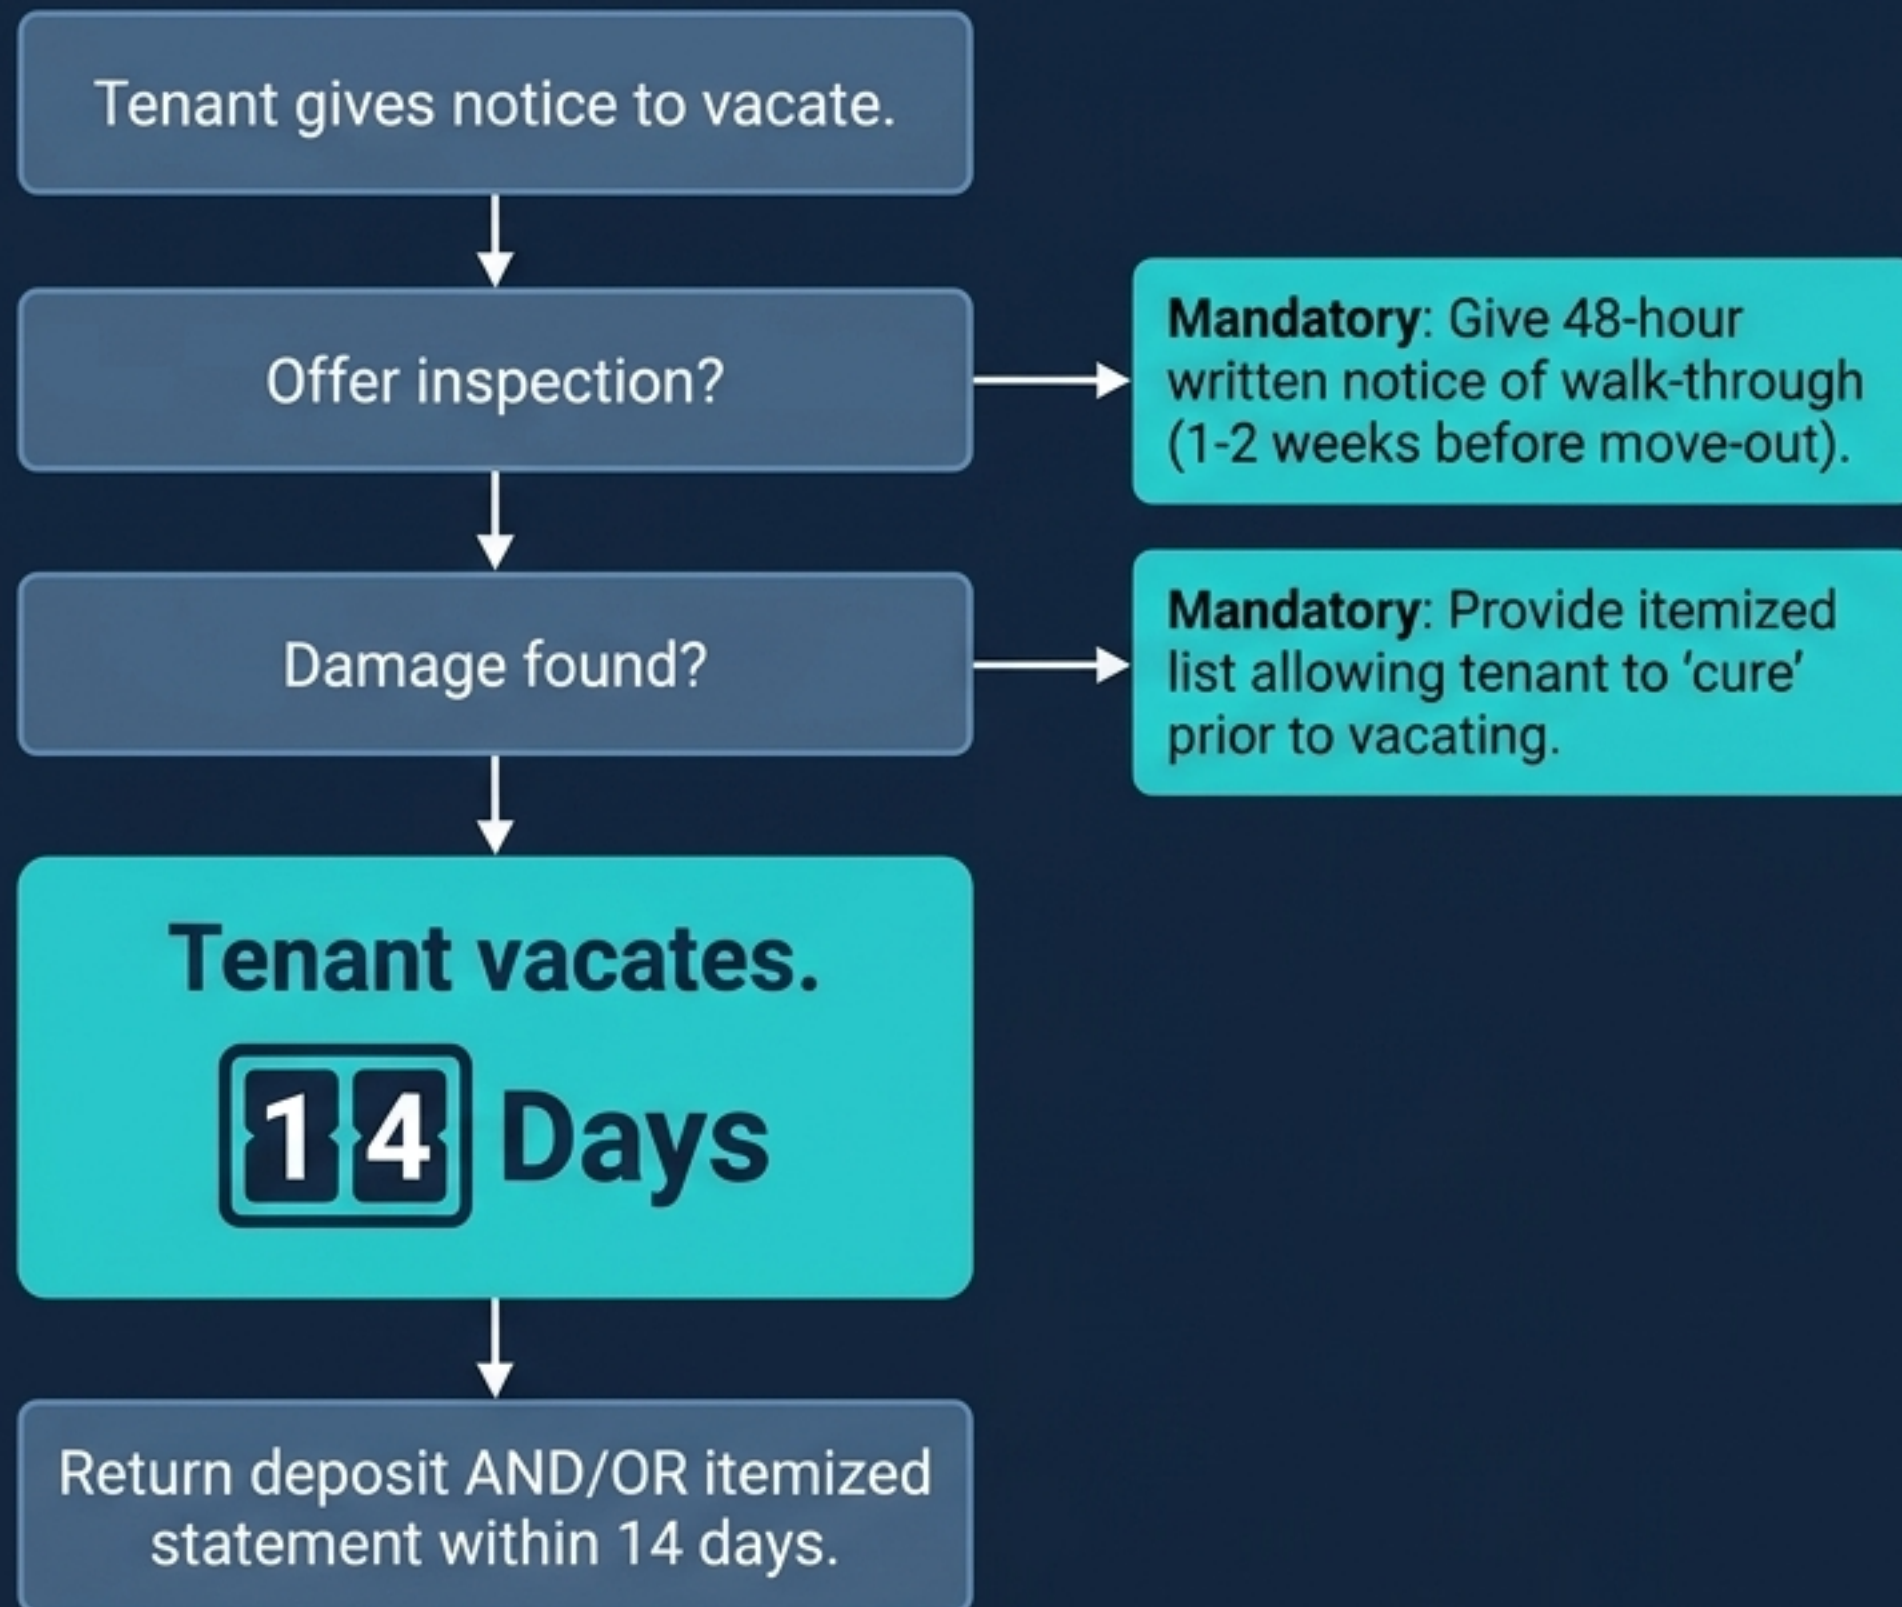 Tenant gives notice to vacate.
Offer inspection?
Mandatory: Give 48-hour
written notice of walk-through
(1-2 weeks before move-out).
Damage found?
Mandatory: Provide itemized
list allowing tenant to ‘cure’
prior to vacating.
Tenant vacates.
14 Days
Return deposit AND/OR itemized
statement within 14 days.